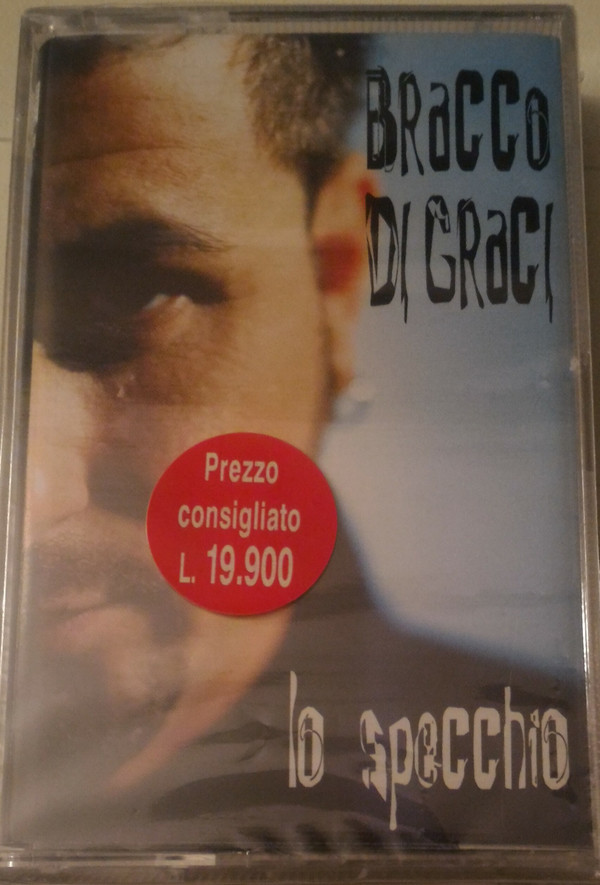 BRaCCO
DI GRaCI
Prezzo
consigliato
L. 19.900
lo specchio